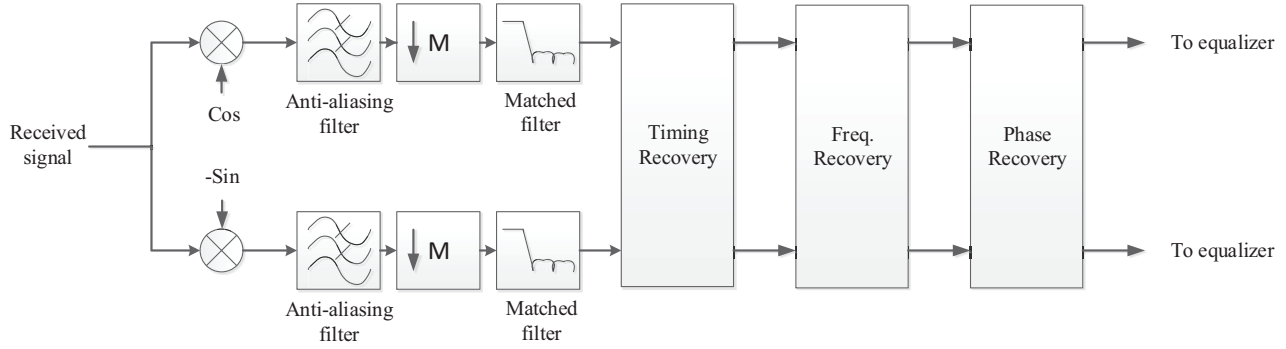 M
To equalizer
Anti-aliasing
filter
Matched
filter
Cos
Received
signal
Timing
Recovery
Freq.
Recovery
Phase
Recovery
-Sin
M
To equalizer
Anti-aliasing
filter
Matched
filter